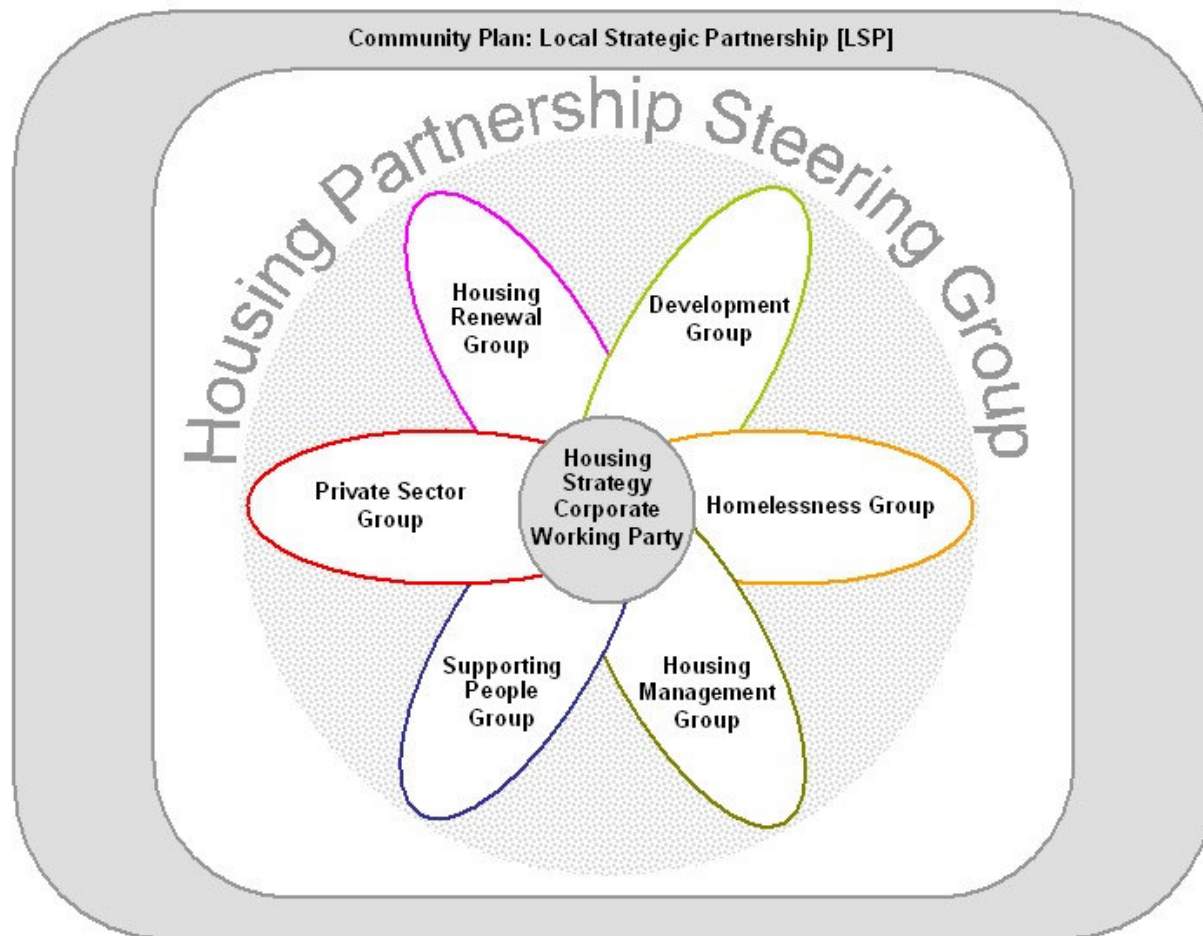 Community Plan: Local Strategic Partnership [LSP]
Housing Partnership Steering Group
Housing
Renewal
Group
Development
Group
Private Sector
Group
Housing
Strategy
Corporate
Working Party
Homelessness Group
Supporting
People
Group
Housing
Management
Group